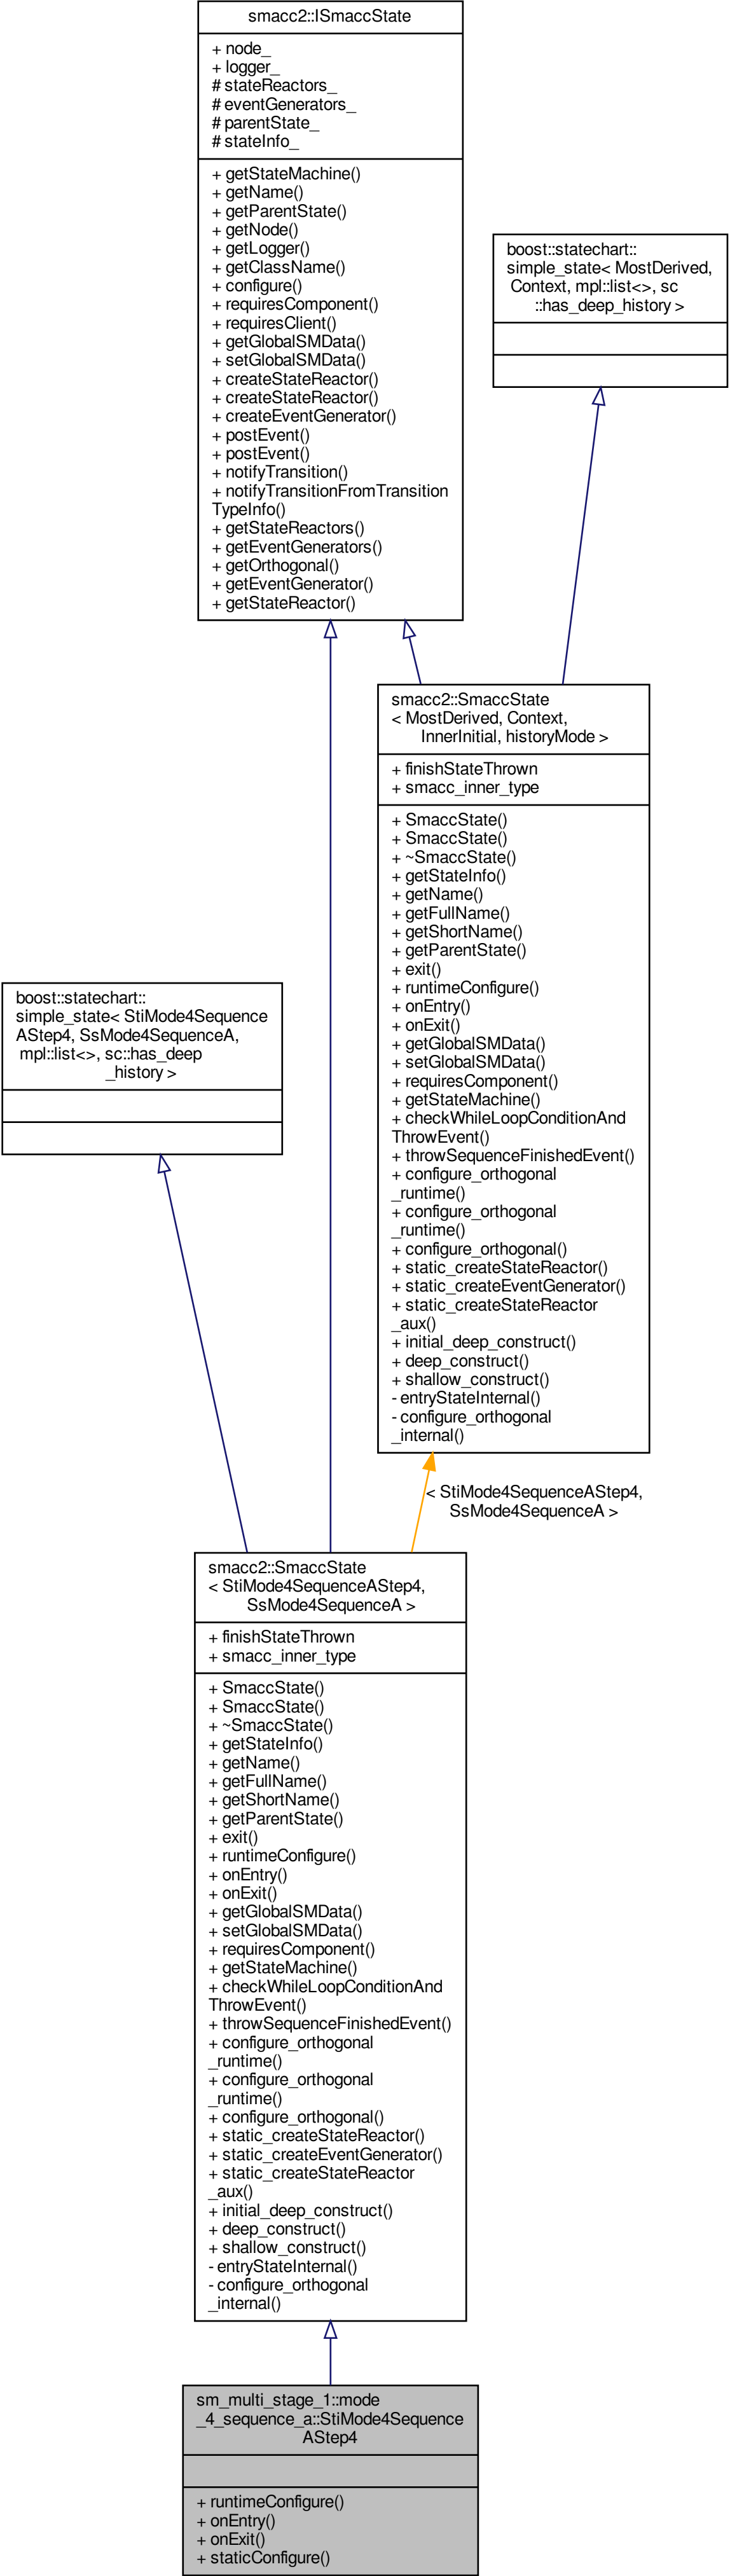 smacc2::ISmaccState
+ node_
+ logger_
# stateReactors_
# eventGenerators_
# parentState_
# stateInfo_
+ getStateMachine()
+ getName()
+ getParentState()
+ getNode()
+ getLogger()
+ getClassName()
+ configure()
+ requiresComponent()
+ requiresClient()
+ getGlobalSMData()
+ setGlobalSMData()
+ createStateReactor()
+ createStateReactor()
+ createEventGenerator()
+ postEvent()
+ postEvent()
+ notifyTransition()
+ notifyTransitionFromTransition
TypeInfo()
+ getStateReactors()
+ getEventGenerators()
+ getOrthogonal()
+ getEventGenerator()
+ getStateReactor()
boost::statechart::
simple_state< MostDerived,
Context, mpl::list<>, sc
::has_deep_history >
smacc2::SmaccState
< MostDerived, Context,
InnerInitial, historyMode >
+ finishStateThrown
+ smacc_inner_type
+ SmaccState()
+ SmaccState()
+ ~SmaccState()
+ getStateInfo()
+ getName()
+ getFullName()
+ getShortName()
+ getParentState()
+ exit()
+ runtimeConfigure()
+ onEntry()
+ onExit()
+ getGlobalSMData()
+ setGlobalSMData()
+ requiresComponent()
+ getStateMachine()
+ checkWhileLoopConditionAnd
ThrowEvent()
+ throwSequenceFinishedEvent()
+ configure_orthogonal
_runtime()
+ configure_orthogonal
_runtime()
+ configure_orthogonal()
+ static_createStateReactor()
+ static_createEventGenerator()
+ static_createStateReactor
_aux()
+ initial_deep_construct()
+ deep_construct()
+ shallow_construct()
- entryStateInternal()
- configure_orthogonal
_internal()
boost::statechart::
simple_state< StiMode4Sequence
AStep4, SsMode4SequenceA,
mpl::list<>, sc::has_deep
_history >
< StiMode4SequenceAStep4,
SsMode4SequenceA >
smacc2::SmaccState
< StiMode4SequenceAStep4,
SsMode4SequenceA >
+ finishStateThrown
+ smacc_inner_type
+ SmaccState()
+ SmaccState()
+ ~SmaccState()
+ getStateInfo()
+ getName()
+ getFullName()
+ getShortName()
+ getParentState()
+ exit()
+ runtimeConfigure()
+ onEntry()
+ onExit()
+ getGlobalSMData()
+ setGlobalSMData()
+ requiresComponent()
+ getStateMachine()
+ checkWhileLoopConditionAnd
ThrowEvent()
+ throwSequenceFinishedEvent()
+ configure_orthogonal
_runtime()
+ configure_orthogonal
_runtime()
+ configure_orthogonal()
+ static_createStateReactor()
+ static_createEventGenerator()
+ static_createStateReactor
_aux()
+ initial_deep_construct()
+ deep_construct()
+ shallow_construct()
- entryStateInternal()
- configure_orthogonal
_internal()
sm_multi_stage_1::mode
_4_sequence_a::StiMode4Sequence
AStep4
+ runtimeConfigure()
+ onEntry()
+ onExit()
+ staticConfigure()